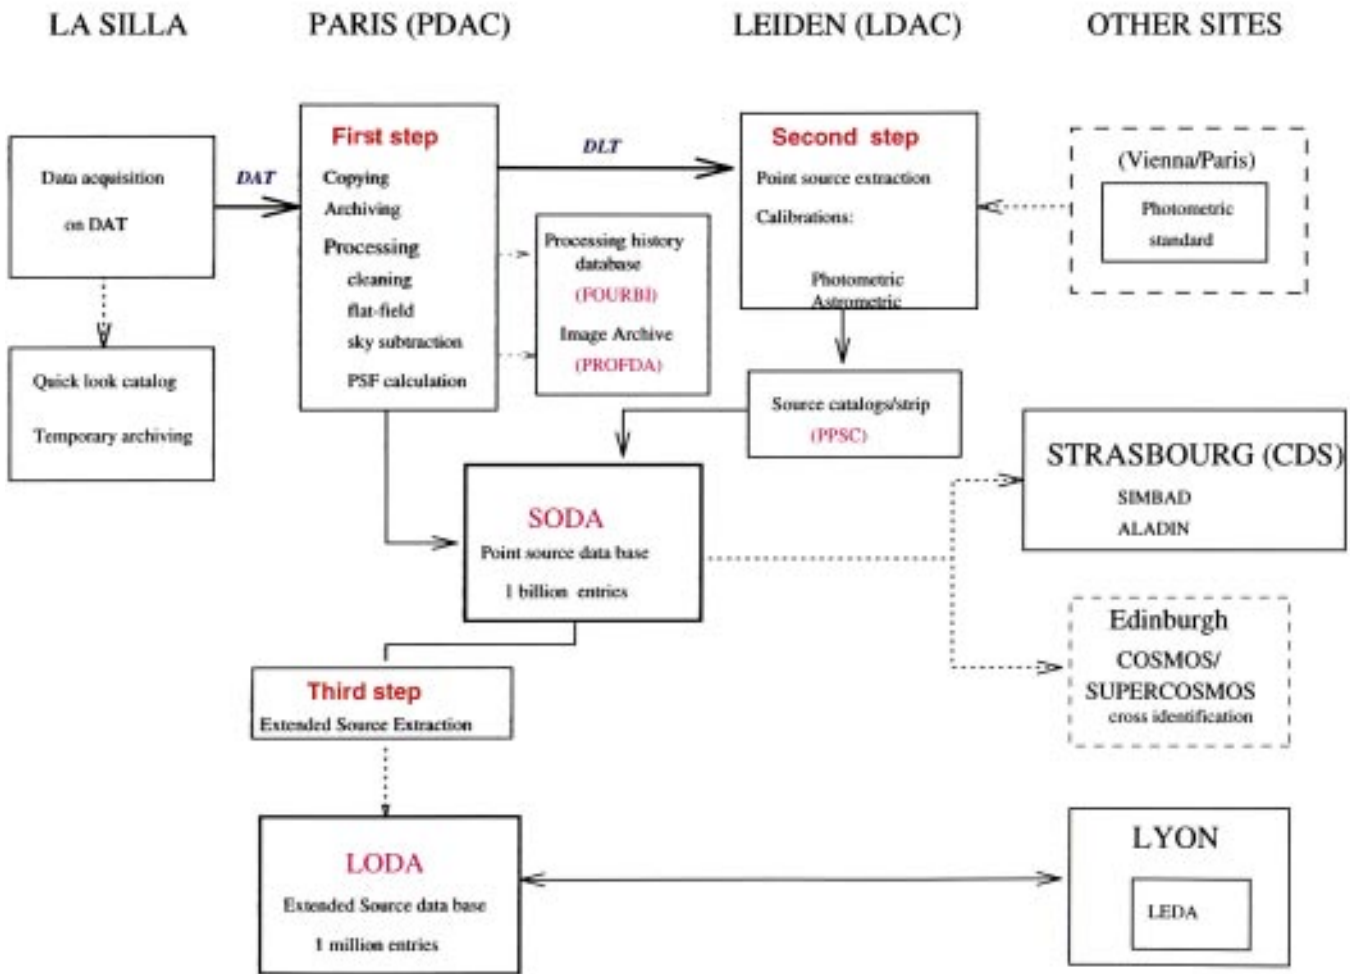 LA SILLA
PARIS (PDAC)
LEIDEN (LDAC)
OTHER SITES
Data acquisition
on DAT
DAT
Quick look catalog
Temporary archiving
First step
Copying
Archiving
Processing
cleaning
flat-field
sky subtraction
PSF calculation
DLT
Processing history
database
(FOURBI)
Image Archive
(PROFDA)
Second step
Point source extraction
Calibrations:
Photometric
Astrometric
(Vienna/Paris)
Photometric
standard
Source catalogs/strip
(PPSC)
SODA
Point source data base
1 billion entries
STRASBOURG (CDS)
SIMBAD
ALADIN
Edinburgh
COSMOS/
SUPERCOSMOS
cross identification
Third step
Extended Source Extraction
LODA
Extended Source data base
1 million entries
LYON
LEDA